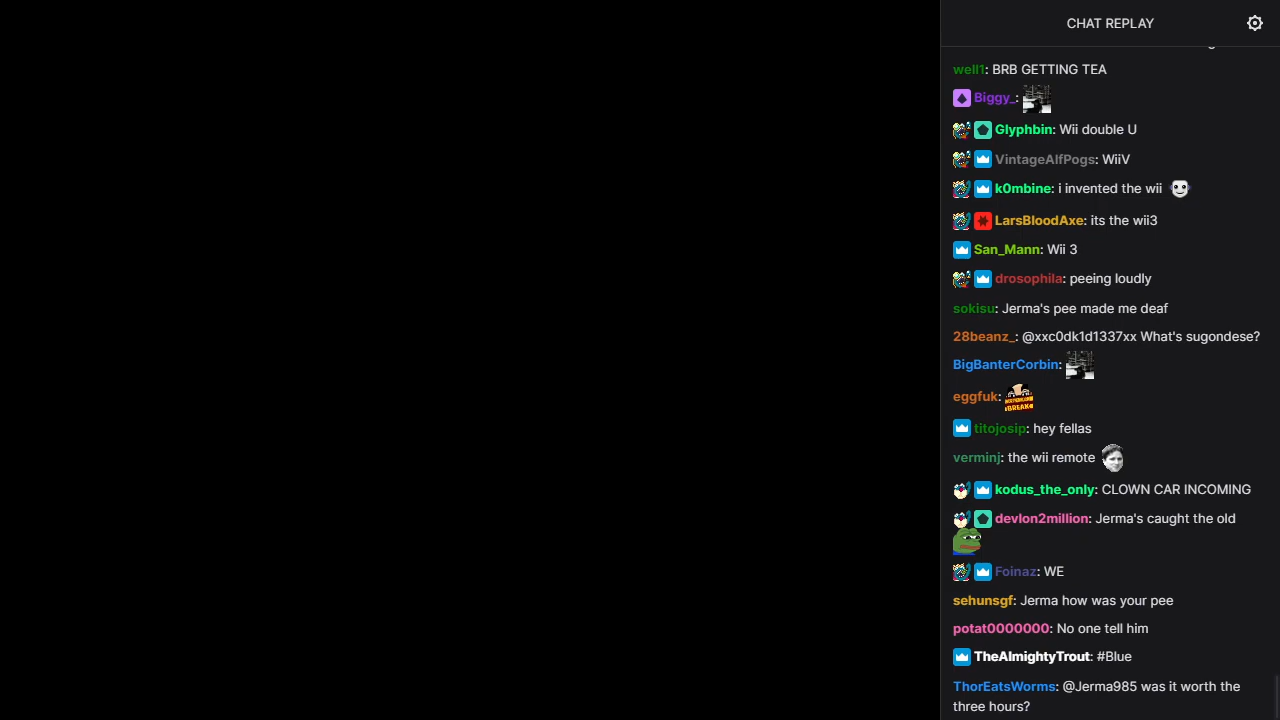 CHAT REPLAY
well1: BRB GETTING TEA
Biggy_:
Glyphbin: Wii double U
VintageAlfPogs: WiiV
k0mbine: i invented the wii
LarsBloodAxe: its the wii3
San_Mann: Wii 3
drosophila: peeing loudly
sokisu: Jerma's pee made me deaf
28beanz_: @xxc0dk1d1337xx What's sugondese?
BigBanterCorbin:
eggfuk:
BREAK
titojosip: hey fellas
verminj: the wii remote
kodus_the_only: CLOWN CAR INCOMING
devlon2million: Jerma's caught the old
Foinaz: WE
sehunsgf: Jerma how was your pee
potat0000000: No one tell him
TheAlmightyTrout: #Blue
ThorEatsWorms: @Jerma985 was it worth the
three hours?